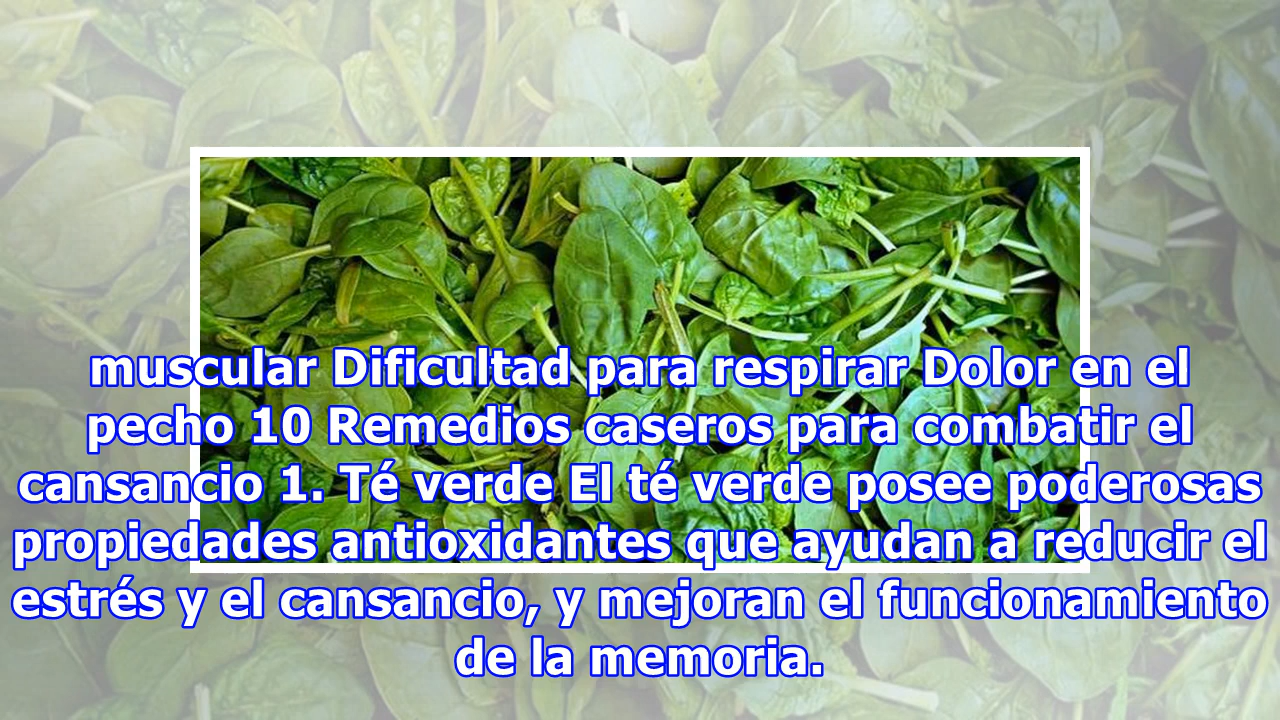 muscular Dificultad para respirar Dolor en el
pecho 10 Remedios caseros para combatir el
cansancio 1. Té verde El té verde posee poderosas
propiedades antioxidantes que ayudan a reducir el
estrés y el cansancio, y mejoran el funcionamiento
de la memoria.